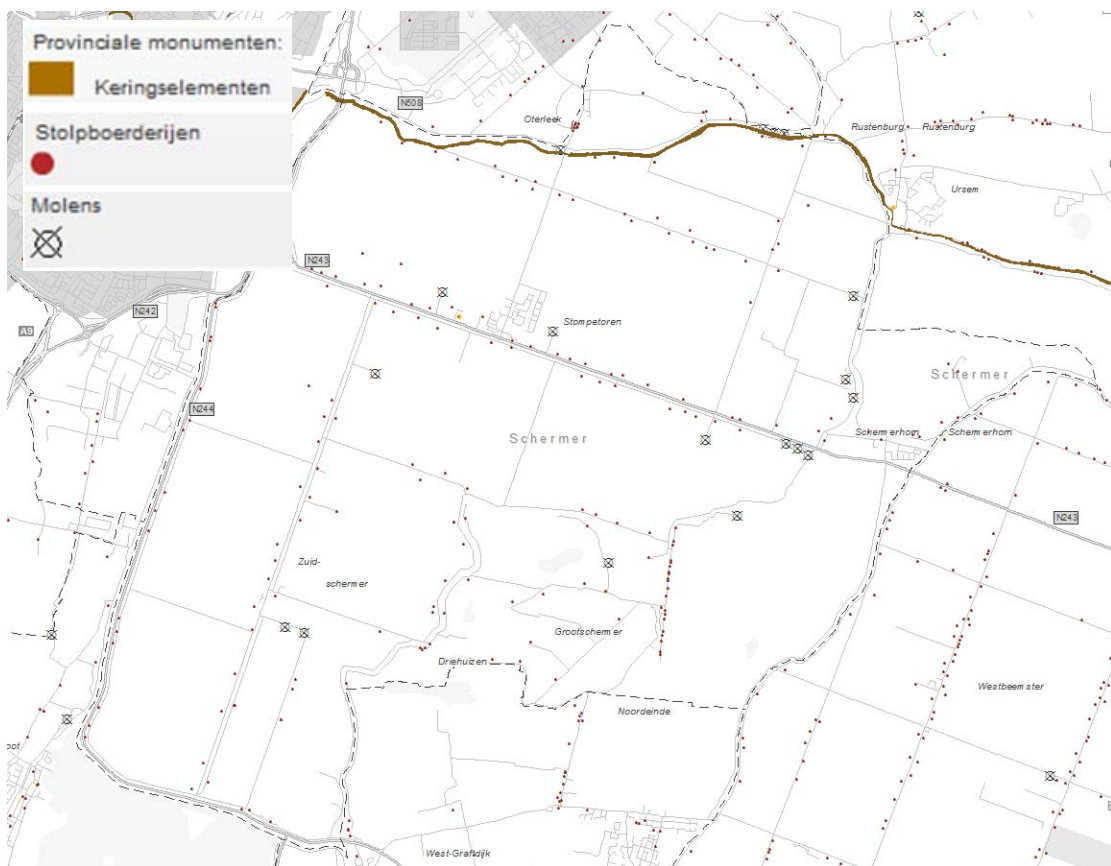 Provinciale monumenten:
Keringselementen
Stolpboerderijen
Molens
N508
Oterleek
Rustenburg
Rustenburg
Ursem
N243
N242
A9
Stompetoren
Schermer
N244
Schermer
Schermerhorn
Schermerhorn
N243
Zuid-
schermer
Grootschermer
Driehuizen
Westbeemster
Noordeinde
oot
West-Graftdijk